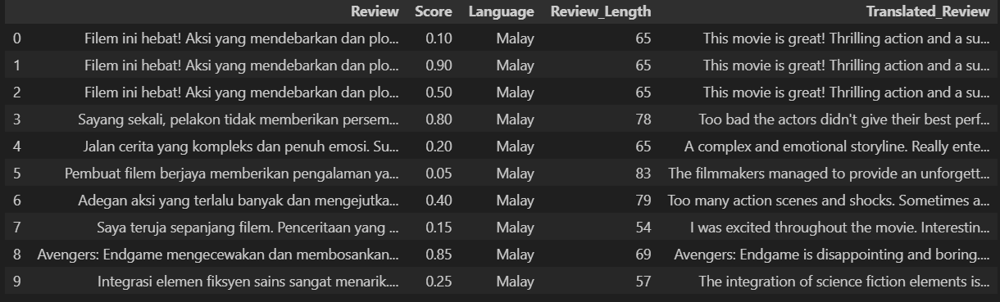 Review Score Language Review_Length Translated_Review
0 Filem ini hebat! Aksi yang mendebarkan dan plo... 0.10 Malay 65 This movie is great! Thrilling action and a su...
1 Filem ini hebat! Aksi yang mendebarkan dan plo... 0.90 Malay 65 This movie is great! Thrilling action and a su...
2 Filem ini hebat! Aksi yang mendebarkan dan plo... 0.50 Malay 65 This movie is great! Thrilling action and a su...
3 Sayang sekali, pelakon tidak memberikan persem... 0.80 Malay 78 Too bad the actors didn't give their best perf...
4 Jalan cerita yang kompleks dan penuh emosi. Su... 0.20 Malay 65 A complex and emotional storyline. Really ente...
5 Pembuat filem berjaya memberikan pengalaman ya... 0.05 Malay 83 The filmmakers managed to provide an unforgett...
6 Adegan aksi yang terlalu banyak dan mengejutka... 0.40 Malay 79 Too many action scenes and shocks. Sometimes a...
7 Saya teruja sepanjang filem. Penceritaan yang ... 0.15 Malay 54 I was excited throughout the movie. Interestin...
8 Avengers: Endgame mengecewakan dan membosankan... 0.85 Malay 69 Avengers: Endgame is disappointing and boring....
9 Integrasi elemen fiksyen sains sangat menarik.... 0.25 Malay 57 The integration of science fiction elements is...